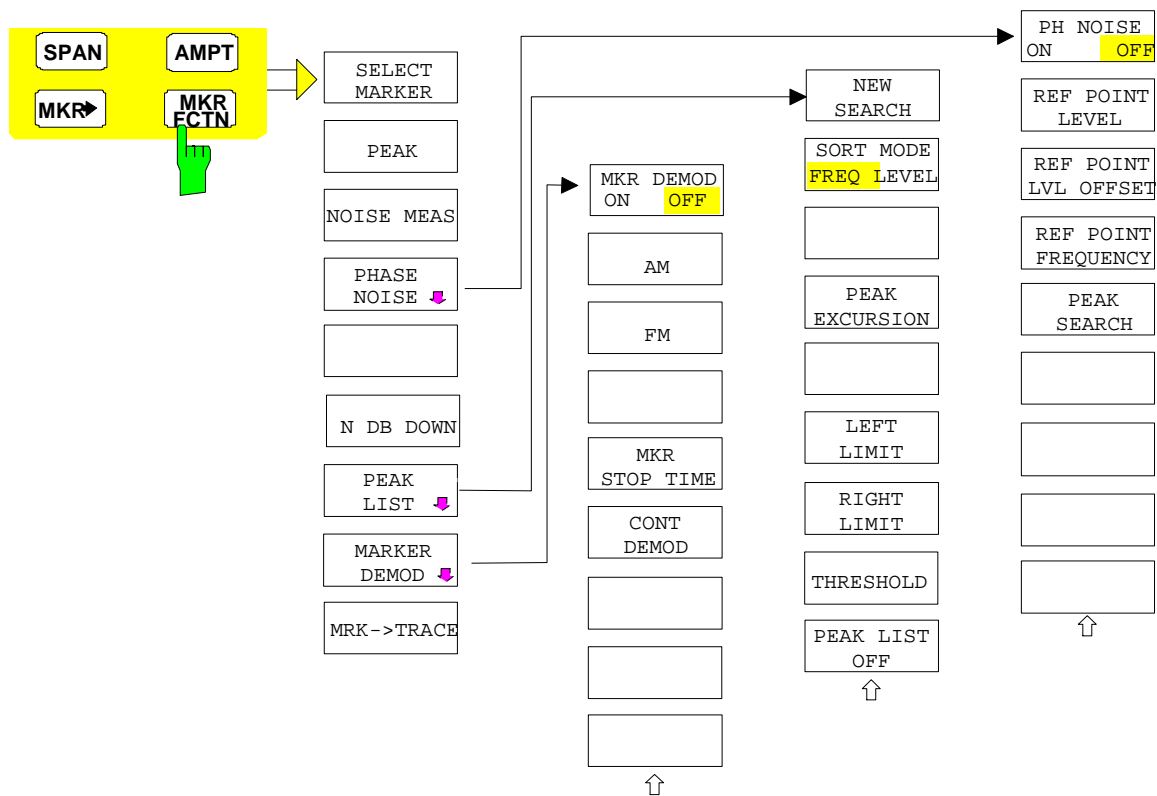 SPAN
AMPT
MKR
MKR
FCTN
SELECT
MARKER
PEAK
NOISE MEAS
PHASE
NOISE
N DB DOWN
PEAK
LIST
MARKER
DEMOD
MRK->TRACE
MKR DEMOD
ON OFF
AM
FM
MKR
STOP TIME
CONT
DEMOD
NEW
SEARCH
SORT MODE
FREQ LEVEL
PEAK
EXCURSION
LEFT
LIMIT
RIGHT
LIMIT
THRESHOLD
PEAK LIST
OFF
PH NOISE
ON OFF
REF POINT
LEVEL
REF POINT
LVL OFFSET
REF POINT
FREQUENCY
PEAK
SEARCH